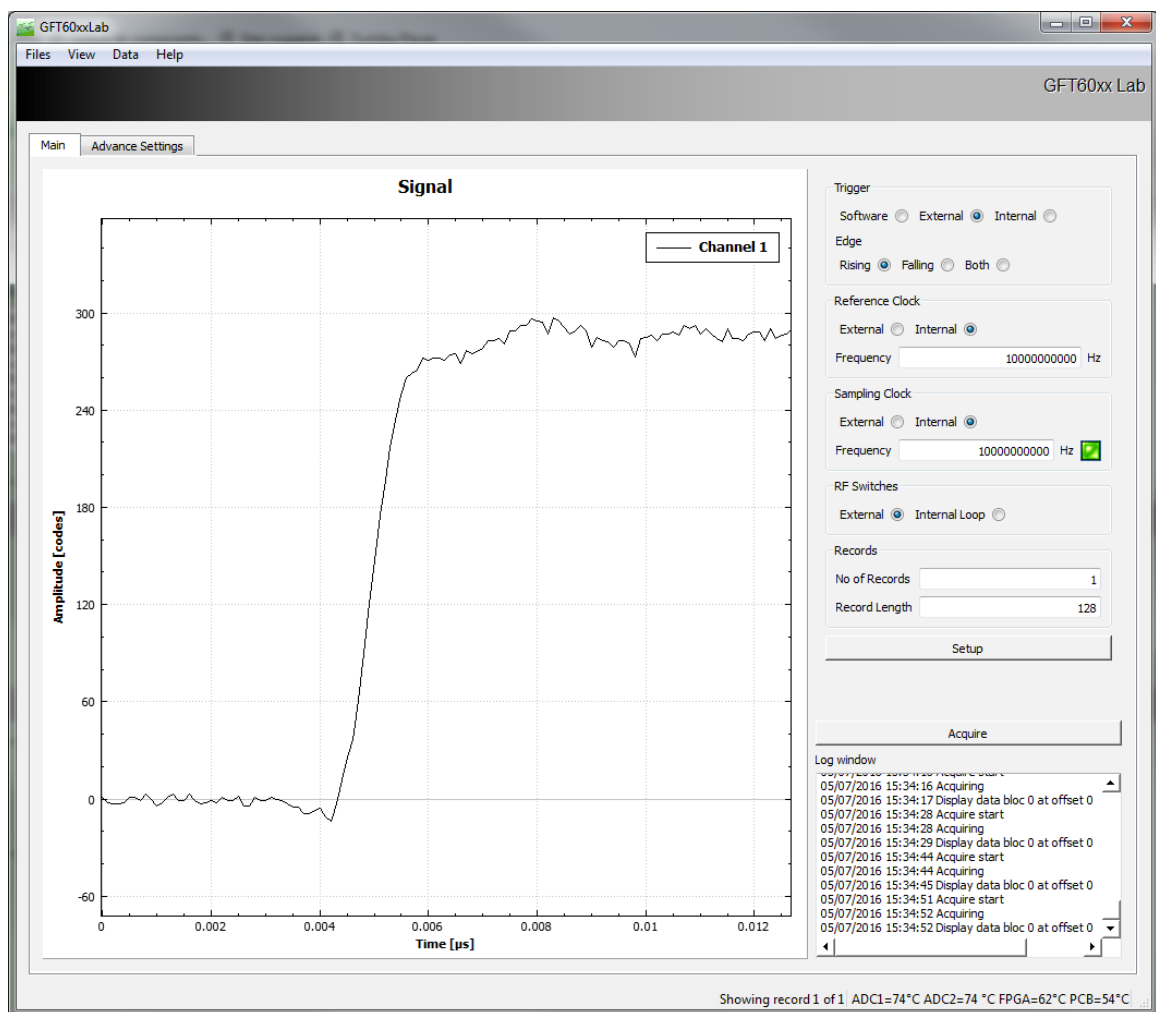 GFT60xxLab
Files View Data Help
GFT60xx Lab
Main Advance Settings
Signal
Channel 1
300
240
180
120
60
0
-60
Amplitude [codes]
0 0.002 0.004 0.006 0.008 0.01 0.012
Time [µs]
Trigger
Software External Internal
Edge
Rising Falling Both
Reference Clock
External Internal
Frequency 10000000000 Hz
Sampling Clock
External Internal
Frequency 10000000000 Hz
RF Switches
External Internal Loop
Records
No of Records 1
Record Length 128
Setup
Acquire
Log window
05/07/2016 15:34:16 Acquiring
05/07/2016 15:34:17 Display data bloc 0 at offset 0
05/07/2016 15:34:28 Acquire start
05/07/2016 15:34:28 Acquiring
05/07/2016 15:34:29 Display data bloc 0 at offset 0
05/07/2016 15:34:44 Acquire start
05/07/2016 15:34:44 Acquiring
05/07/2016 15:34:45 Display data bloc 0 at offset 0
05/07/2016 15:34:51 Acquire start
05/07/2016 15:34:52 Acquiring
05/07/2016 15:34:52 Display data bloc 0 at offset 0
Showing record 1 of 1 ADC1=74°C ADC2=74 °C FPGA=62°C PCB=54°C